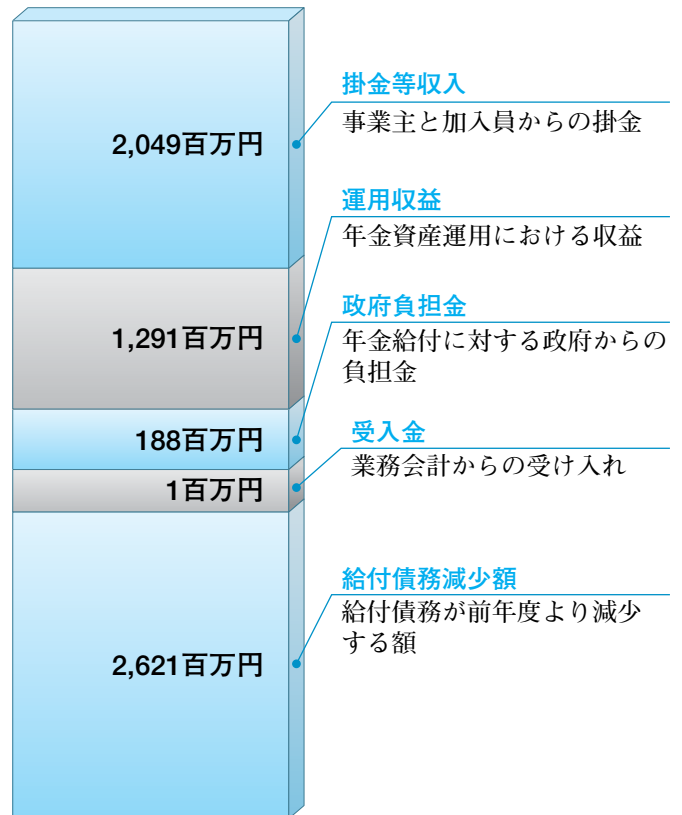 2,049百万円
掛金等収入
事業主と加入員からの掛金
1,291百万円
運用収益
年金資産運用における収益
188百万円
政府負担金
年金給付に対する政府からの
負担金
1百万円
受入金
業務会計からの受け入れ
2,621百万円
給付債務減少額
給付債務が前年度より減少
する額